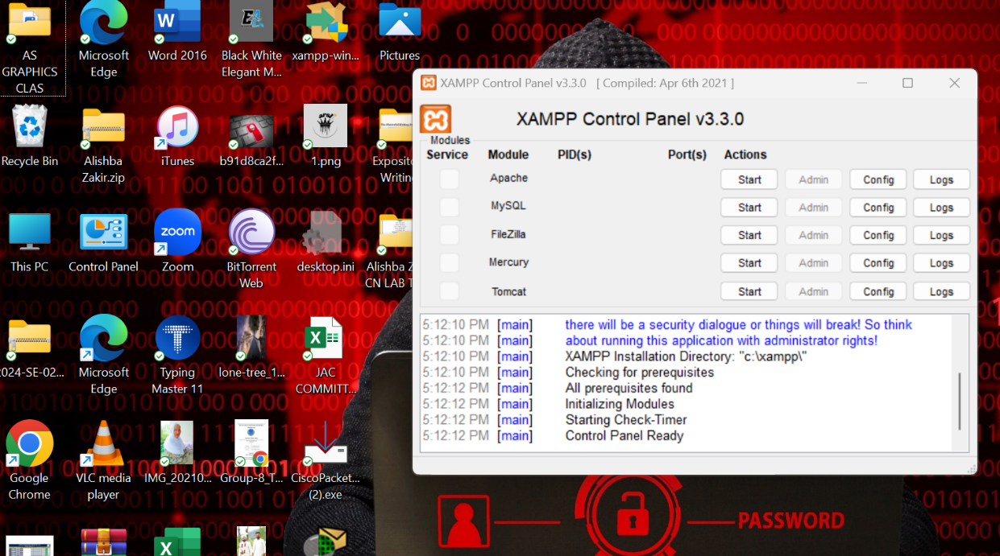 AS
GRAPHICS
CLAS
Microsoft
Edge
Word 2016
Black White
Elegant M...
xampp-win...
Pictures
Recycle Bin
Alishba
Zakir.zip
iTunes
b91d8ca2f...
1.png
Exposito
Writin
This PC
Control Panel
zoom
Zoom
BitTorrent
Web
desktop.ini
Alishba Z
CN LAB T
2024-SE-02...
Microsoft
Edge
Typing
Master 11
lone-tree_1...
JAC
COMMITT...
Google
Chrome
VLC media
player
IMG_20210...
Group-8_T...
CiscoPacket...
(2).exe
XAMPP Control Panel v3.3.0 [ Compiled: Apr 6th 2021 ]
XAMPP Control Panel v3.3.0
Modules
Service Module PID(s) Port(s) Actions
Apache Start Admin Config Logs
MySQL Start Admin Config Logs
FileZilla Start Admin Config Logs
Mercury Start Admin Config Logs
Tomcat Start Admin Config Logs
5:12:10 PM [main] there will be a security dialogue or things will break! So think
5:12:10 PM [main] about running this application with administrator rights!
5:12:10 PM [main] XAMPP Installation Directory: "c:\xampp\"
5:12:10 PM [main] Checking for prerequisites
5:12:12 PM [main] All prerequisites found
5:12:12 PM [main] Initializing Modules
5:12:12 PM [main] Starting Check-Timer
5:12:12 PM [main] Control Panel Ready
PASSWORD